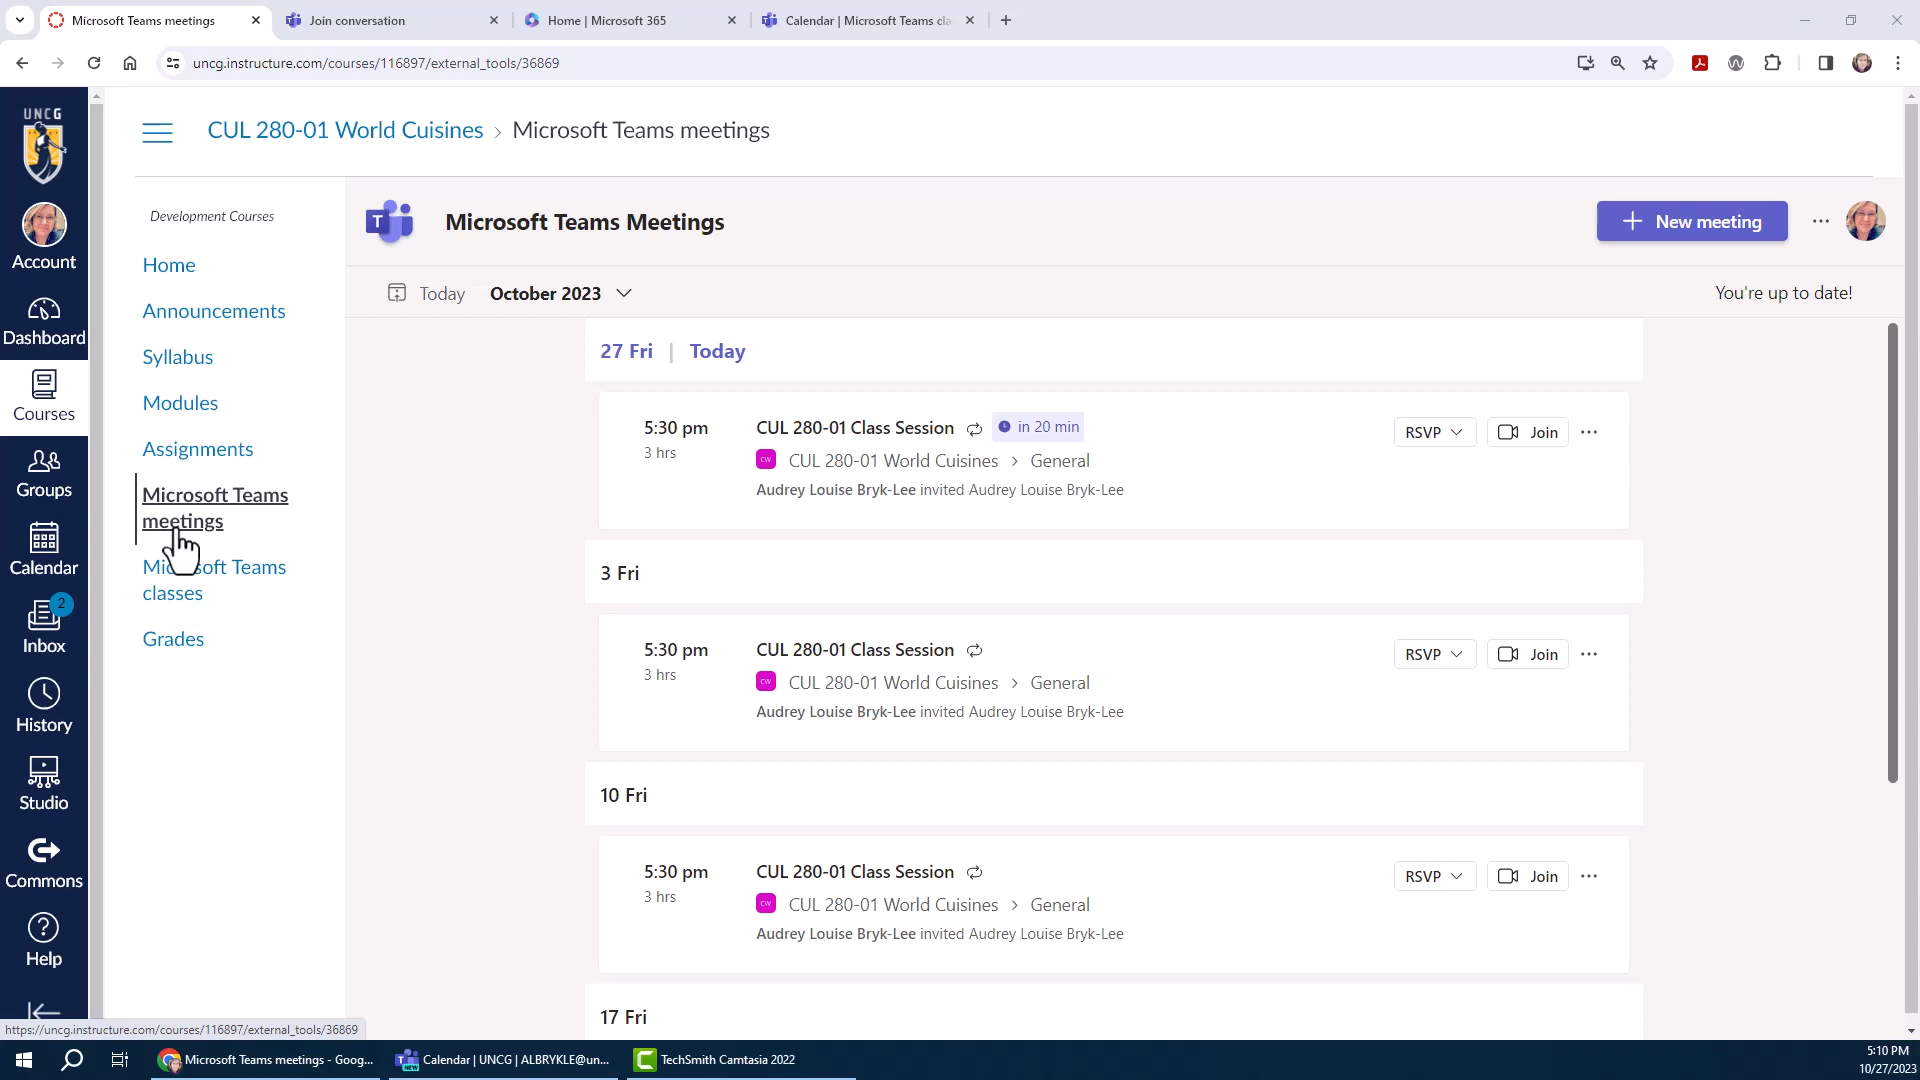 Microsoft Teams meetings
Join conversation
Home | Microsoft 365
Calendar | Microsoft Teams cla
uncg.instructure.com/courses/116897/external_tools/36869
UNCG
Account
Dashboard
Courses
Groups
Calendar
2
Inbox
History
Studio
Commons
Help
CUL 280-01 World Cuisines › Microsoft Teams meetings
Development Courses
Home
Announcements
Syllabus
Modules
Assignments
Microsoft Teams
meetings
Microsoft Teams
classes
Grades
T
Microsoft Teams Meetings
+ New meeting
Today October 2023
You're up to date!
27 Fri | Today
5:30 pm CUL 280-01 Class Session in 20 min RSVP Join
3 hrs CW CUL 280-01 World Cuisines > General
Audrey Louise Bryk-Lee invited Audrey Louise Bryk-Lee
3 Fri
5:30 pm CUL 280-01 Class Session RSVP Join
3 hrs CW CUL 280-01 World Cuisines > General
Audrey Louise Bryk-Lee invited Audrey Louise Bryk-Lee
10 Fri
5:30 pm CUL 280-01 Class Session RSVP Join
3 hrs CW CUL 280-01 World Cuisines > General
Audrey Louise Bryk-Lee invited Audrey Louise Bryk-Lee
17 Fri
https://uncg.instructure.com/courses/116897/external_tools/36869
Microsoft Teams meetings - Goog...
NEW
Calendar | UNCG | ALBRYKLE@un...
C
TechSmith Camtasia 2022
5:10 PM
10/27/2023